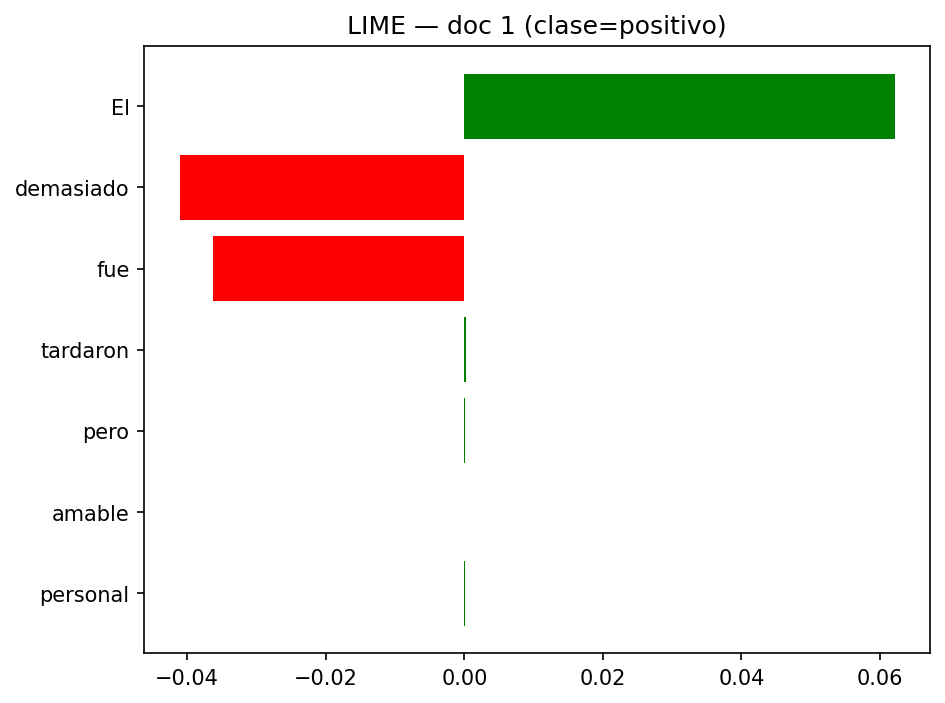 LIME — doc 1 (clase=positivo)
El
demasiado
fue
tardaron
pero
amable
personal
−0.04 −0.02 0.00 0.02 0.04 0.06